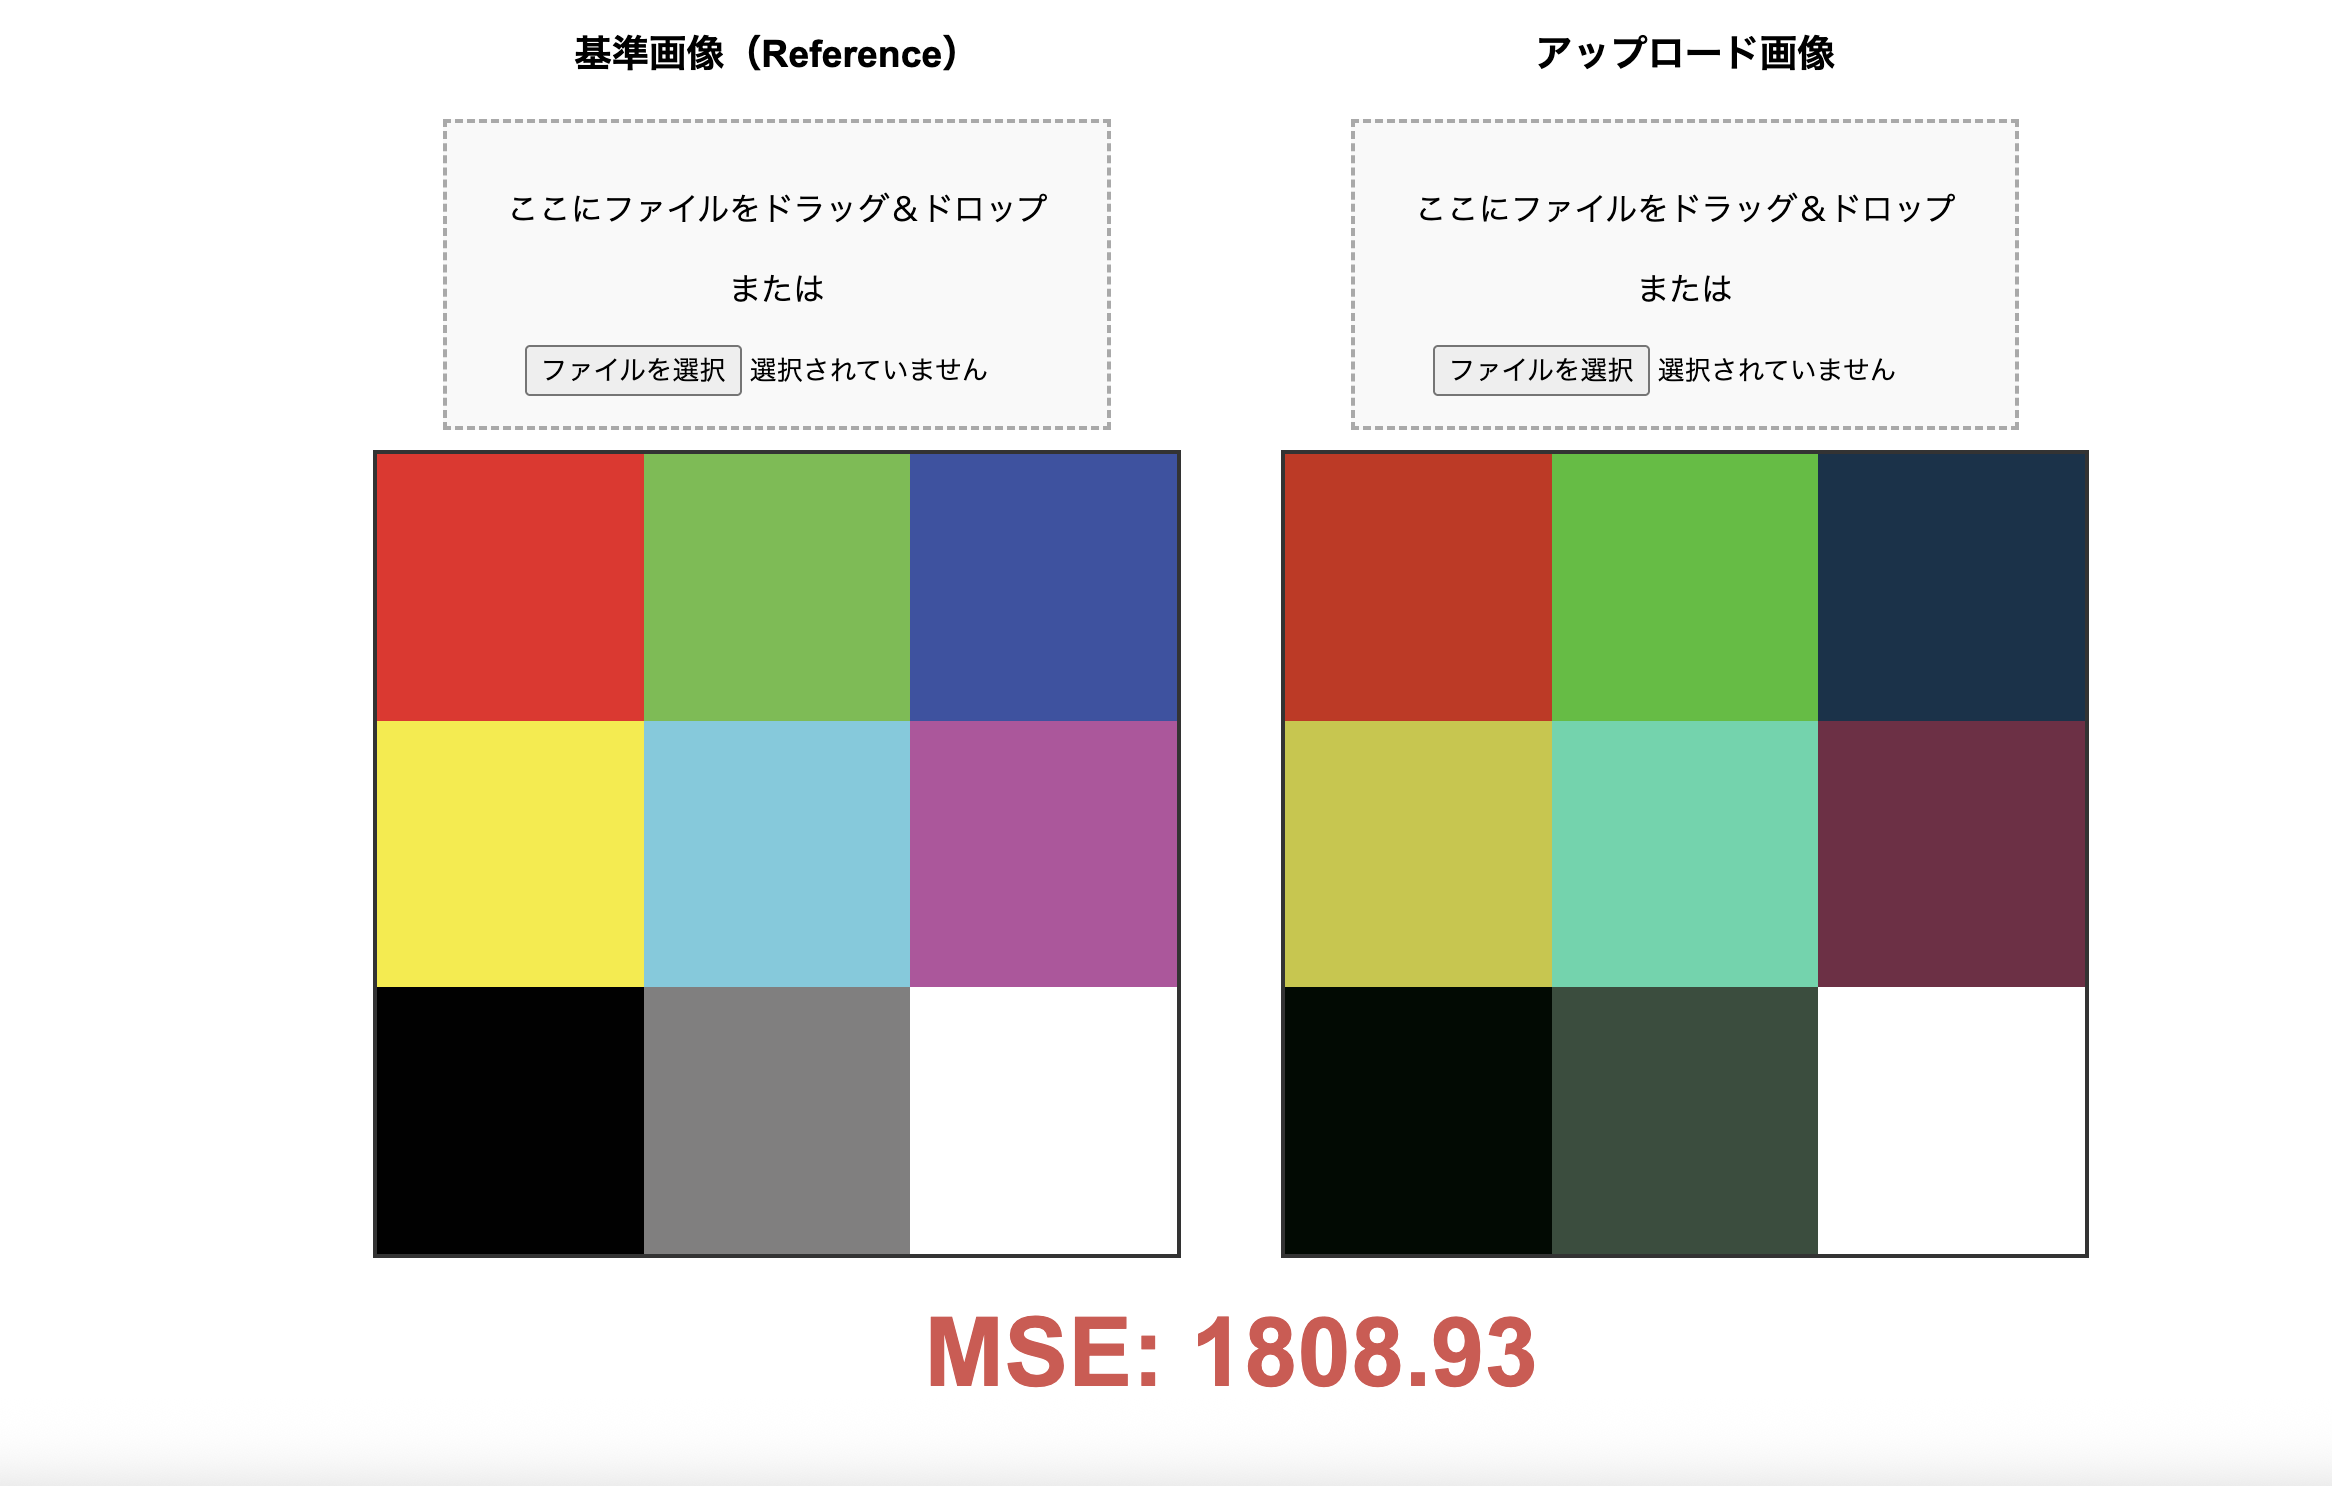 基準画像（Reference）
ここにファイルをドラッグ＆ドロップ
または
ファイルを選択 選択されていません
アップロード画像
ここにファイルをドラッグ＆ドロップ
または
ファイルを選択 選択されていません
MSE: 1808.93